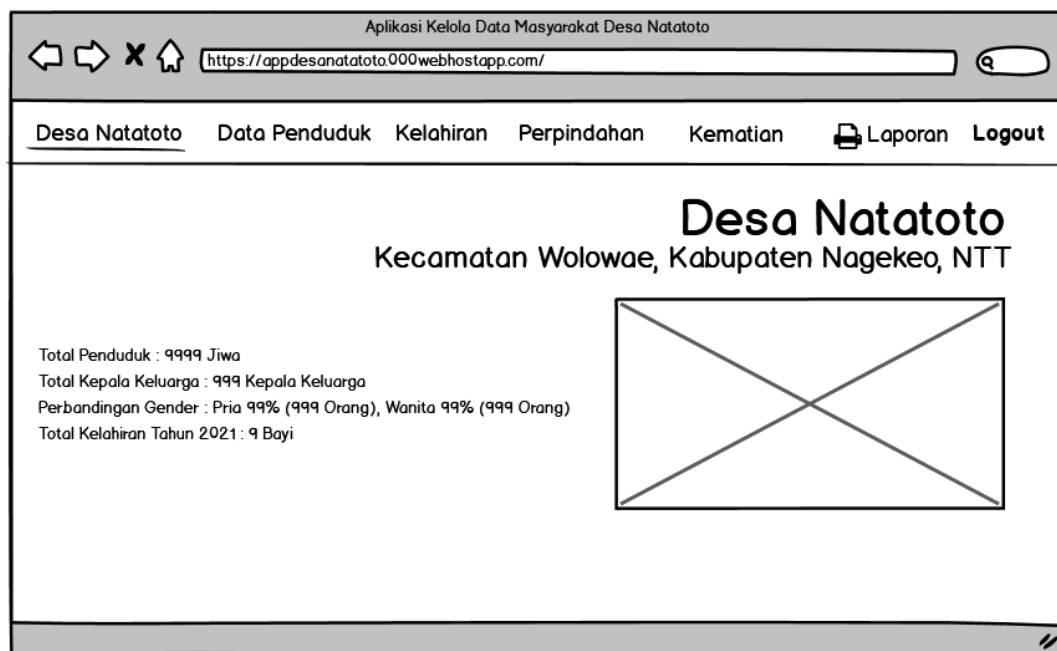 Aplikasi Kelola Data Masyarakat Desa Natatoto
https://appdesanatatoto.000webhostapp.com/
Desa Natatoto Data Penduduk Kelahiran Perpindahan Kematian Laporan Logout
Desa Natatoto
Kecamatan Wolowae, Kabupaten Nagekeo, NTT
Total Penduduk : 9999 Jiwa
Total Kepala Keluarga : 999 Kepala Keluarga
Perbandingan Gender : Pria 99% (999 Orang), Wanita 99% (999 Orang)
Total Kelahiran Tahun 2021 : 9 Bayi